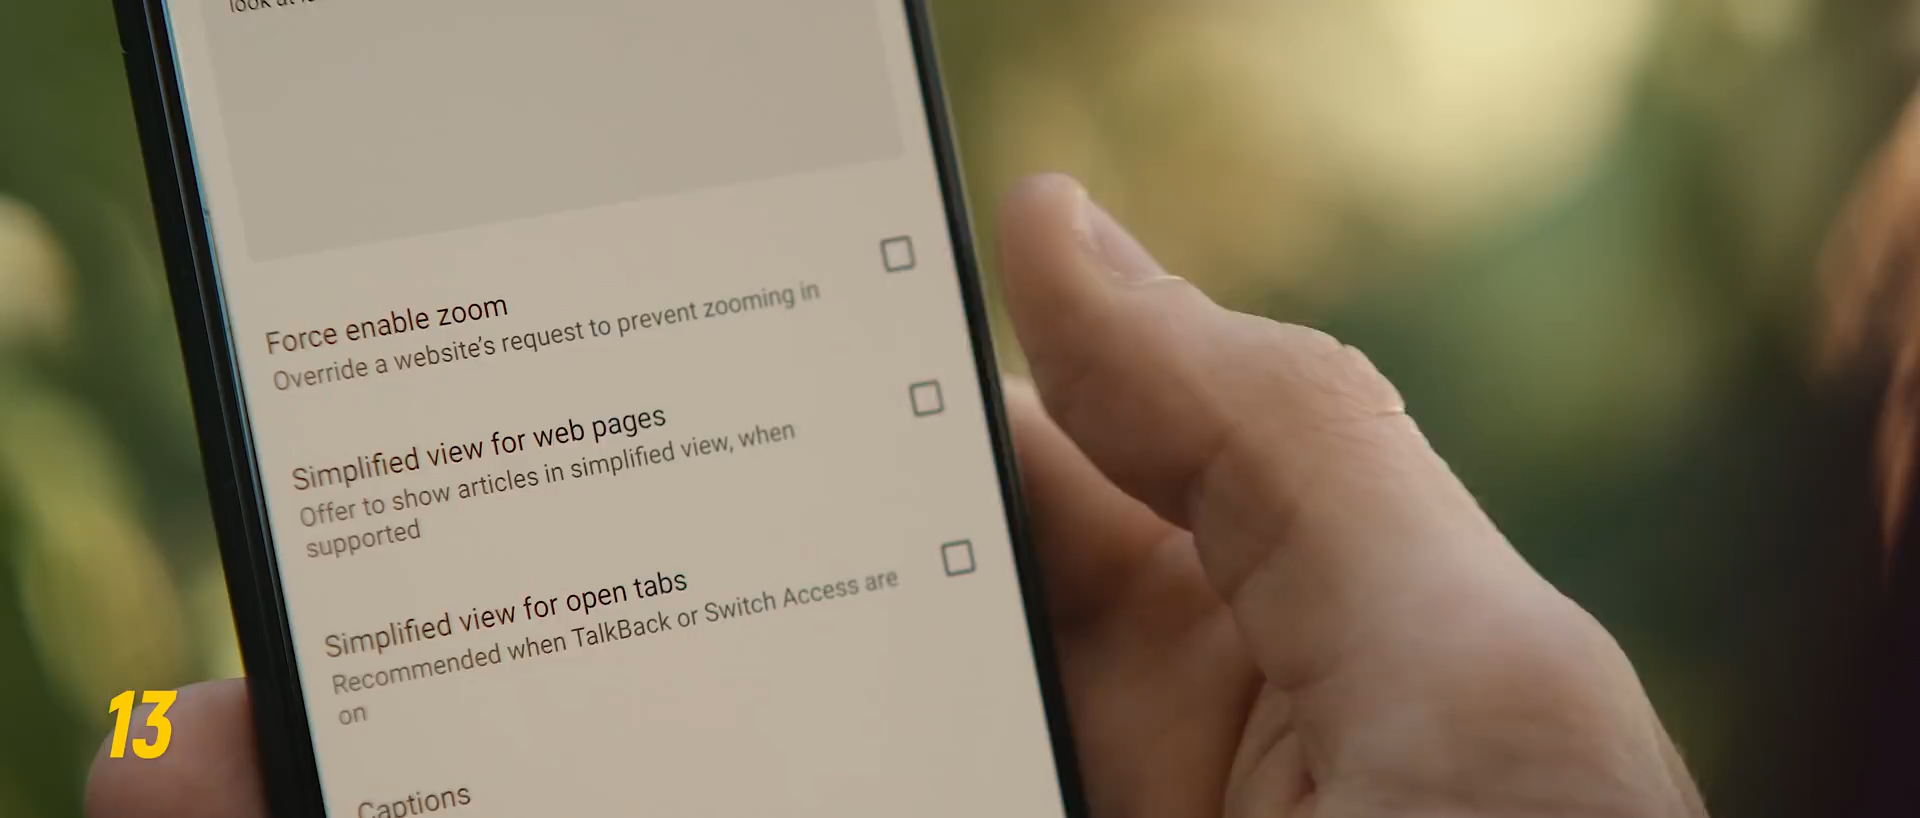 look at
Force enable zoom
Override a website's request to prevent zooming in
Simplified view for web pages
Offer to show articles in simplified view, when
supported
Simplified view for open tabs
Recommended when TalkBack or Switch Access are
on
Captions
13